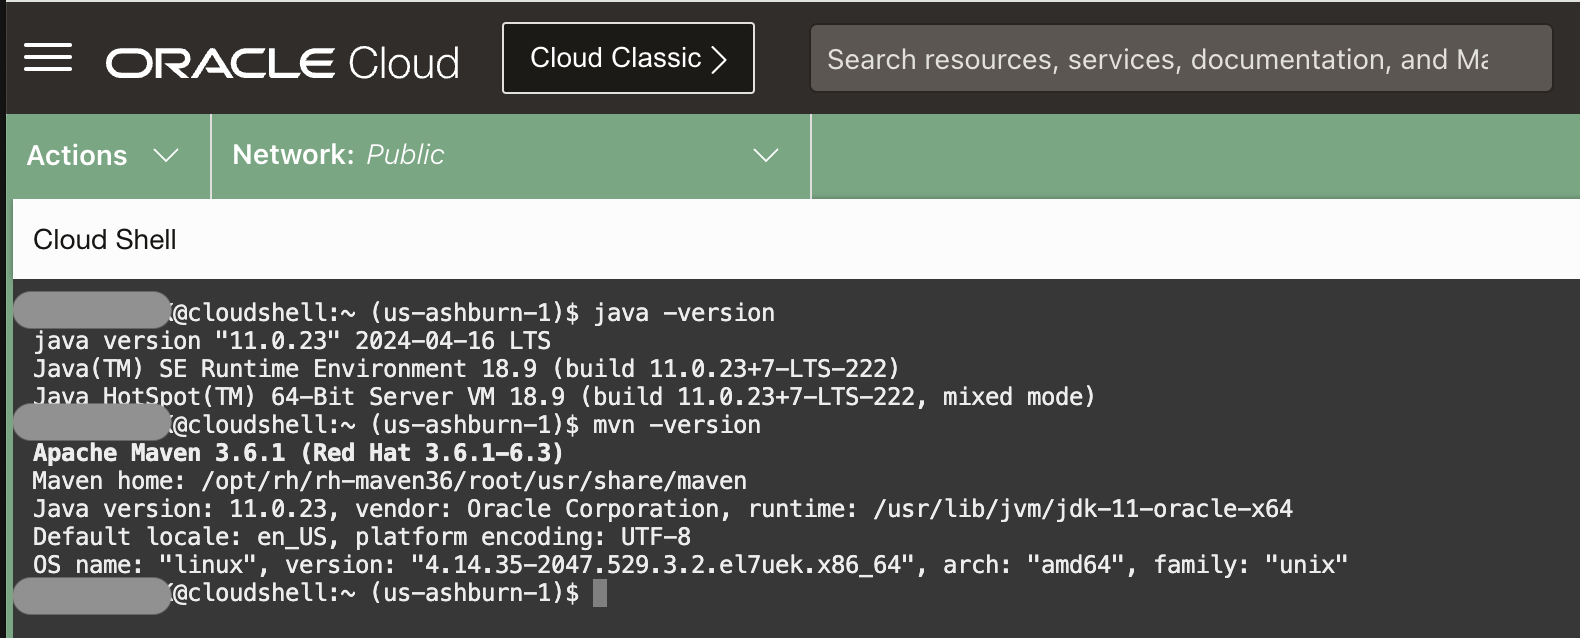 ORACLE Cloud
Cloud Classic
Search resources, services, documentation, and Ma
Actions
Network: Public
Cloud Shell
@cloudshell:~ (us-ashburn-1)$ java -version
java version "11.0.23" 2024-04-16 LTS
Java(TM) SE Runtime Environment 18.9 (build 11.0.23+7-LTS-222)
Java HotSpot(TM) 64-Bit Server VM 18.9 (build 11.0.23+7-LTS-222, mixed mode)
@cloudshell:~ (us-ashburn-1)$ mvn -version
Apache Maven 3.6.1 (Red Hat 3.6.1-6.3)
Maven home: /opt/rh/rh-maven36/root/usr/share/maven
Java version: 11.0.23, vendor: Oracle Corporation, runtime: /usr/lib/jvm/jdk-11-oracle-x64
Default locale: en_US, platform encoding: UTF-8
OS name: "linux", version: "4.14.35-2047.529.3.2.el7uek.x86_64", arch: "amd64", family: "unix"
@cloudshell:~ (us-ashburn-1)$